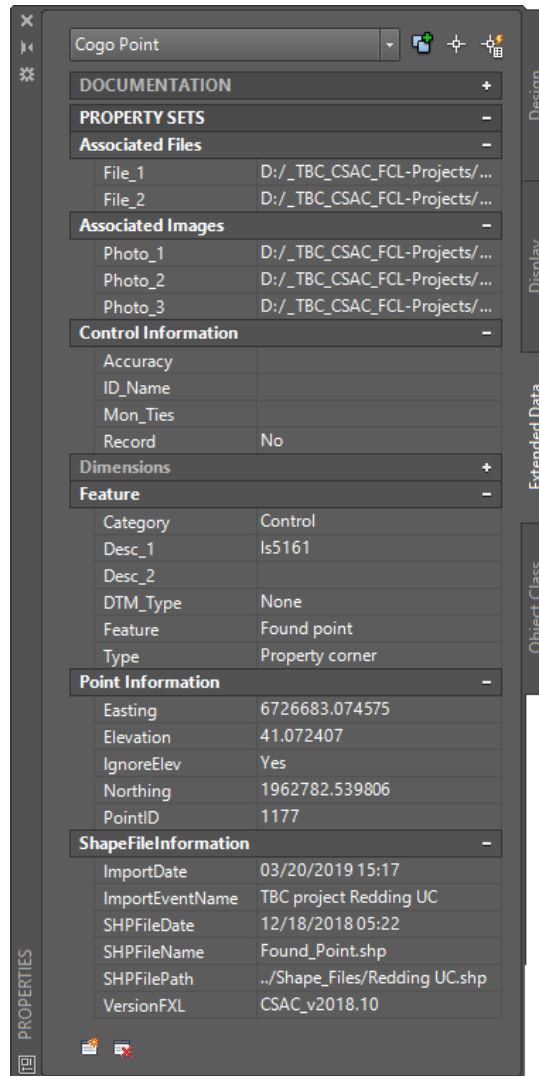 Cogo Point
DOCUMENTATION +
PROPERTY SETS -
Associated Files -
File_1 D:/_TBC_CSAC_FCL-Projects/...
File_2 D:/_TBC_CSAC_FCL-Projects/...
Associated Images -
Photo_1 D:/_TBC_CSAC_FCL-Projects/...
Photo_2 D:/_TBC_CSAC_FCL-Projects/...
Photo_3 D:/_TBC_CSAC_FCL-Projects/...
Control Information -
Accuracy
ID_Name
Mon_Ties
Record No
Dimensions +
Feature -
Category Control
Desc_1 ls5161
Desc_2
DTM_Type None
Feature Found point
Type Property corner
Point Information -
Easting 6726683.074575
Elevation 41.072407
IgnoreElev Yes
Northing 1962782.539806
PointID 1177
ShapeFileInformation -
ImportDate 03/20/2019 15:17
ImportEventName TBC project Redding UC
SHPFileDate 12/18/2018 05:22
SHPFileName Found_Point.shp
SHPFilePath ../Shape_Files/Redding UC.shp
VersionFXL CSAC_v2018.10
PROPERTIES
Design
Display
Extended Data
Object Class